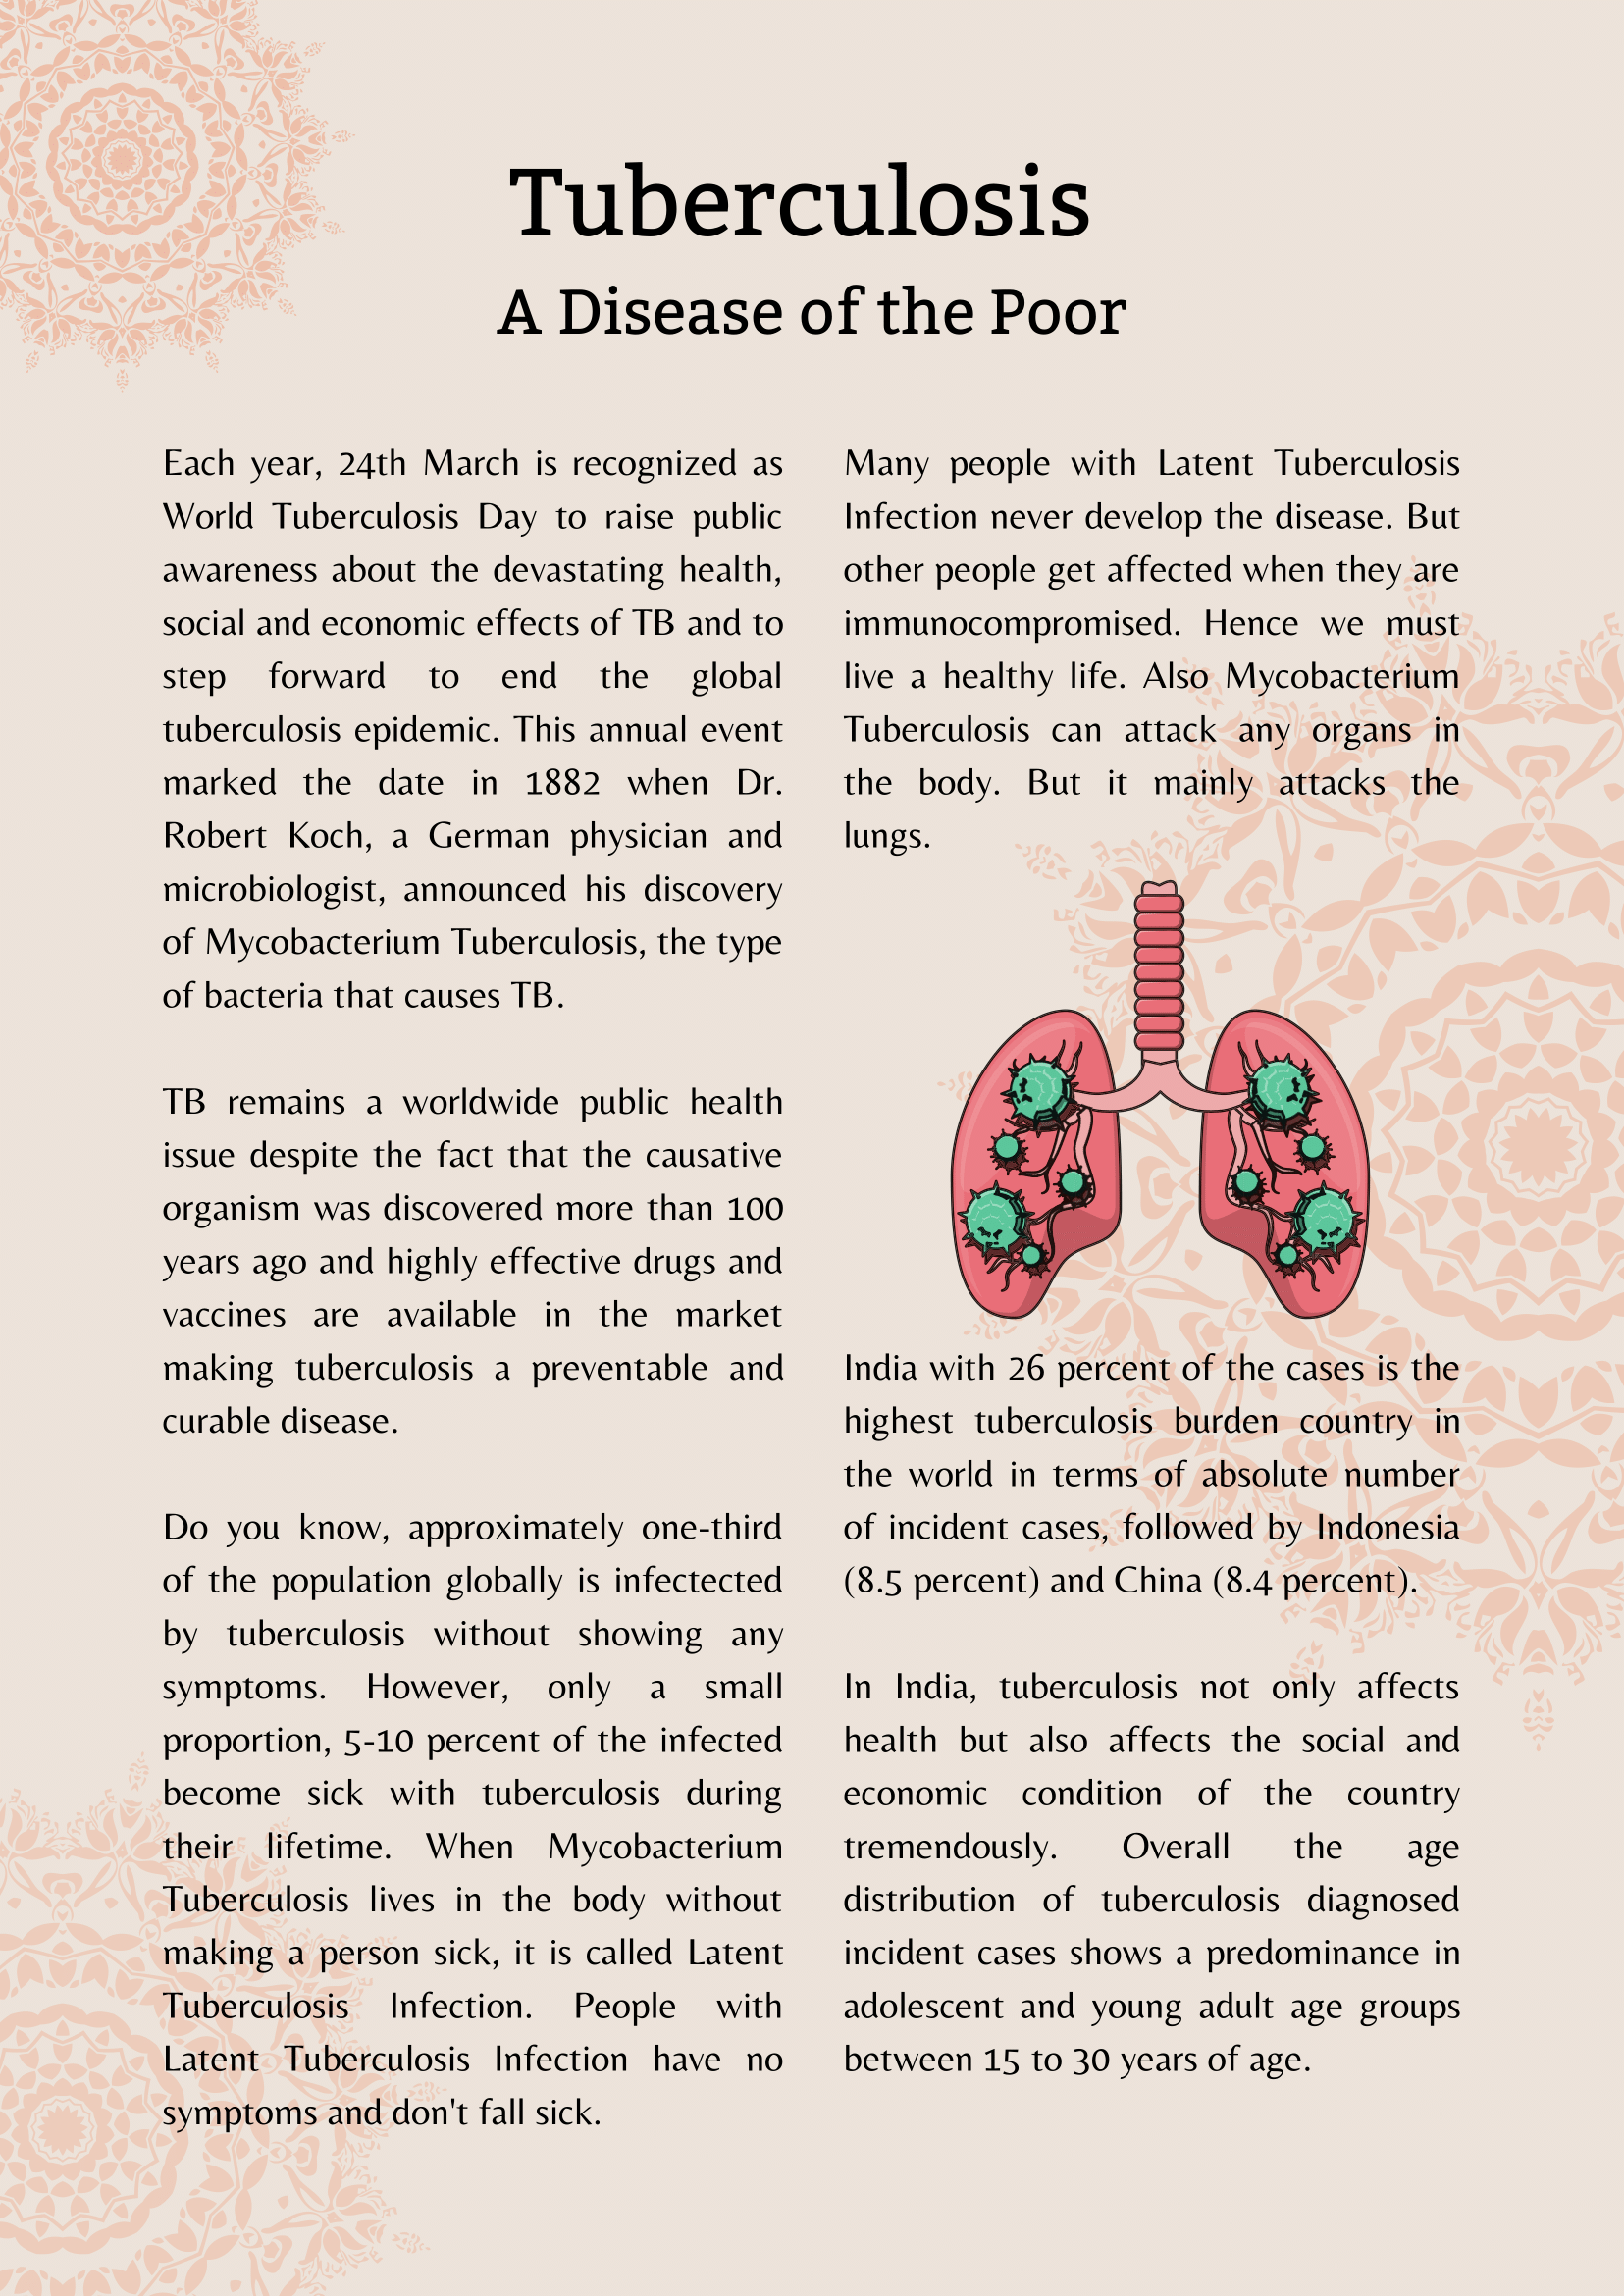 Tuberculosis
A Disease of the Poor
Each year, 24th March is recognized as
World Tuberculosis Day to raise public
awareness about the devastating health,
social and economic effects of TB and to
step forward to end the global
tuberculosis epidemic. This annual event
marked the date in 1882 when Dr.
Robert Koch, a German physician and
microbiologist, announced his discovery
of Mycobacterium Tuberculosis, the type
of bacteria that causes TB.
TB remains a worldwide public health
issue despite the fact that the causative
organism was discovered more than 100
years ago and highly effective drugs and
vaccines are available in the market
making tuberculosis a preventable and
curable disease.
Do you know, approximately one-third
of the population globally is infectected
by tuberculosis without showing any
symptoms. However, only a small
proportion, 5-10 percent of the infected
become sick with tuberculosis during
their lifetime. When Mycobacterium
Tuberculosis lives in the body without
making a person sick, it is called Latent
Tuberculosis Infection. People with
Latent Tuberculosis Infection have no
symptoms and don't fall sick.
Many people with Latent Tuberculosis
Infection never develop the disease. But
other people get affected when they are
immunocompromised. Hence we must
live a healthy life. Also Mycobacterium
Tuberculosis can attack any organs in
the body. But it mainly attacks the
lungs.
India with 26 percent of the cases is the
highest tuberculosis burden country in
the world in terms of absolute number
of incident cases, followed by Indonesia
(8.5 percent) and China (8.4 percent).
In India, tuberculosis not only affects
health but also affects the social and
economic condition of the country
tremendously. Overall the age
distribution of tuberculosis diagnosed
incident cases shows a predominance in
adolescent and young adult age groups
between 15 to 30 years of age.